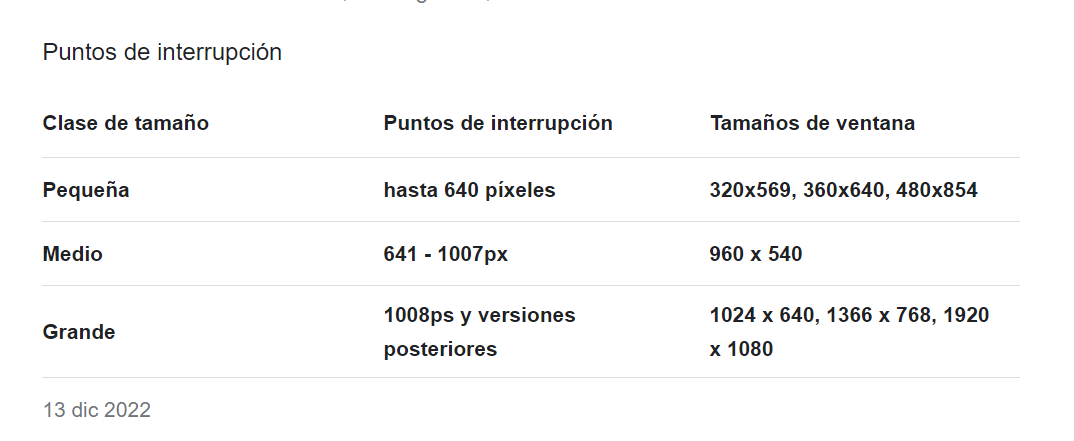 Puntos de interrupción
Clase de tamaño Puntos de interrupción Tamaños de ventana
Pequeña hasta 640 píxeles 320x569, 360x640, 480x854
Medio 641 - 1007px 960 x 540
Grande 1008ps y versiones posteriores 1024 x 640, 1366 x 768, 1920 x 1080
13 dic 2022